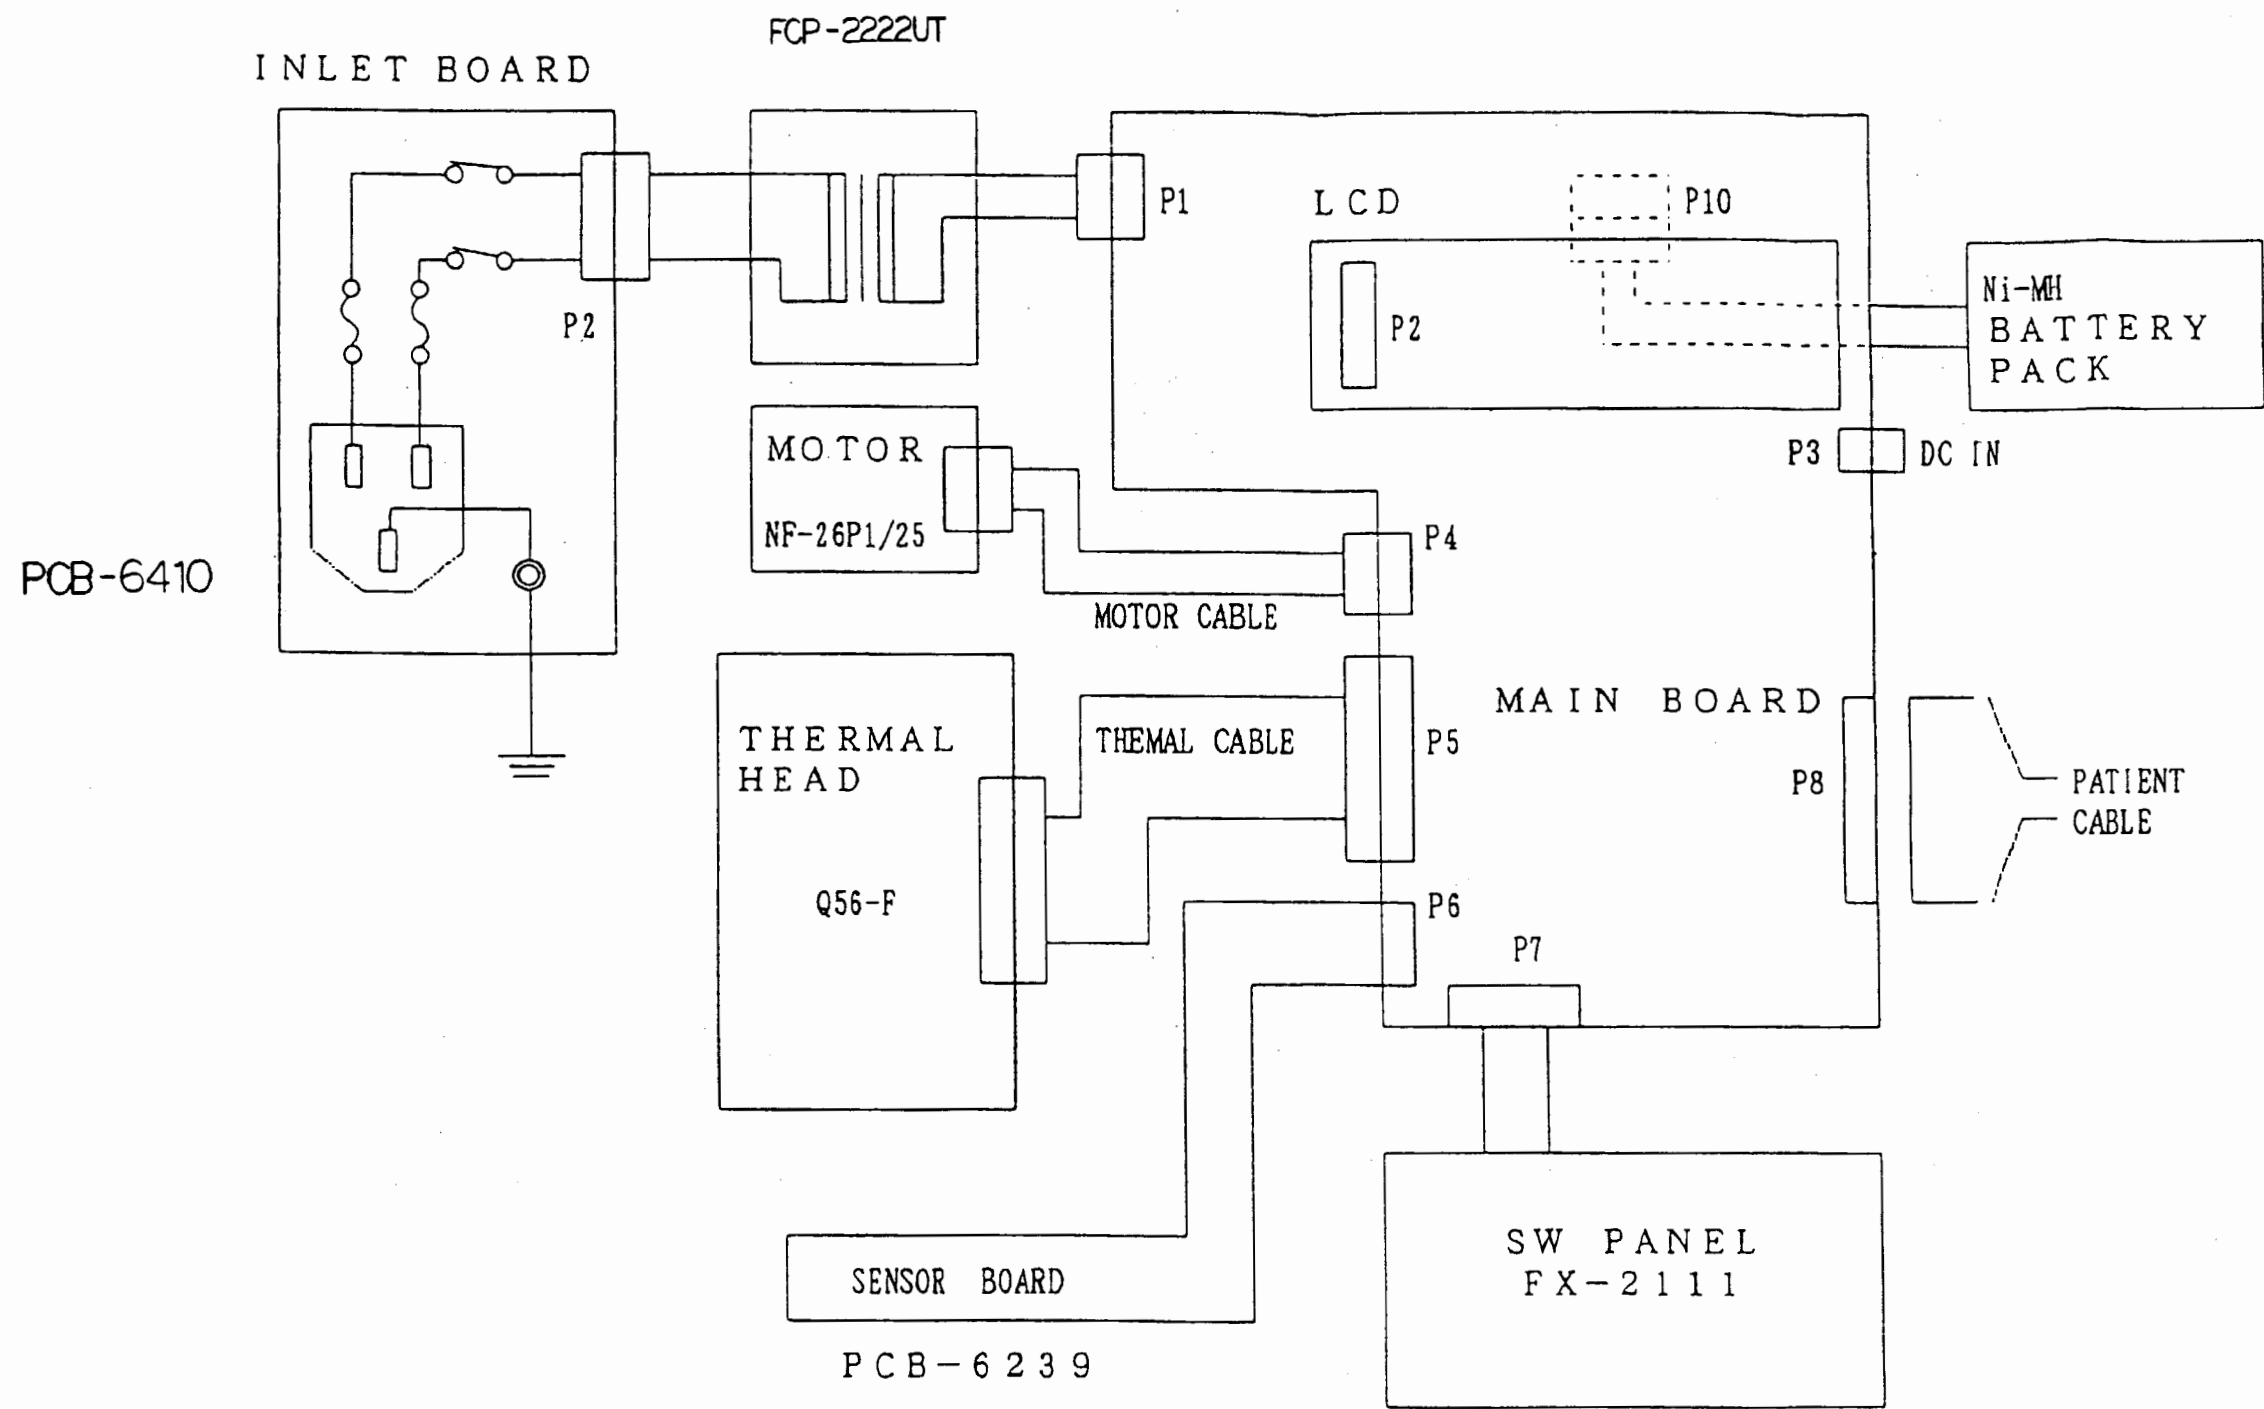 FCP-2222UT
INLET BOARD
P2
P1
LCD
P10
P2
Ni-MH
BATTERY
PACK
P3
DC IN
MOTOR
NF-26P1/25
P4
MOTOR CABLE
PCB-6410
THERMAL
HEAD
Q56-F
THEMAL CABLE
P5
MAIN BOARD
P8
PATIENT
CABLE
P6
P7
SENSOR BOARD
PCB-6239
SW PANEL
FX-2111